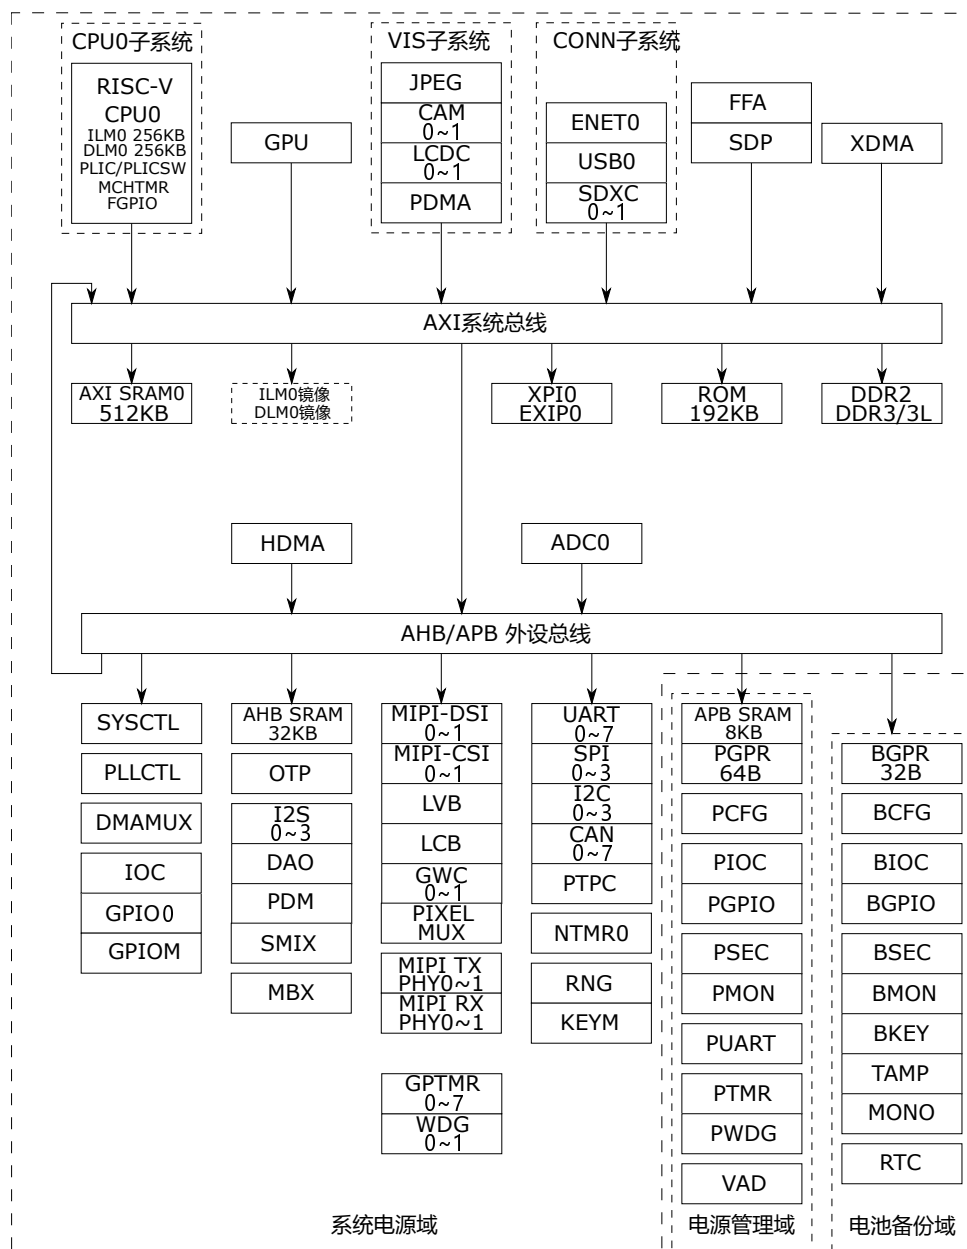 CPU0子系统
RISC-V
CPU0
ILM0 256KB
DLM0 256KB
PLIC/PLICSW
MCHTMR
FGPIO
GPU
VIS子系统
JPEG
CAM
0~1
LCDC
0~1
PDMA
CONN子系统
ENET0
USB0
SDXC
0~1
FFA
SDP
XDMA
AXI系统总线
AXI SRAM0
512KB
ILM0镜像
DLM0镜像
XPI0
EXIP0
ROM
192KB
DDR2
DDR3/3L
HDMA
ADC0
AHB/APB 外设总线
SYSCTL
PLLCTL
DMAMUX
IOC
GPIO0
GPIOM
AHB SRAM
32KB
OTP
I2S
0~3
DAO
PDM
SMIX
MBX
MIPI-DSI
0~1
MIPI-CSI
0~1
LVB
LCB
GWC
0~1
PIXEL
MUX
MIPI TX
PHY0~1
MIPI RX
PHY0~1
GPTMR
0~7
WDG
0~1
UART
0~7
SPI
0~3
I2C
0~3
CAN
0~7
PTPC
NTMR0
RNG
KEYM
APB SRAM
8KB
PGPR
64B
PCFG
PIOC
PGPIO
PSEC
PMON
PUART
PTMR
PWDG
VAD
BGPR
32B
BCFG
BIOC
BGPIO
BSEC
BMON
BKEY
TAMP
MONO
RTC
系统电源域
电源管理域
电池备份域